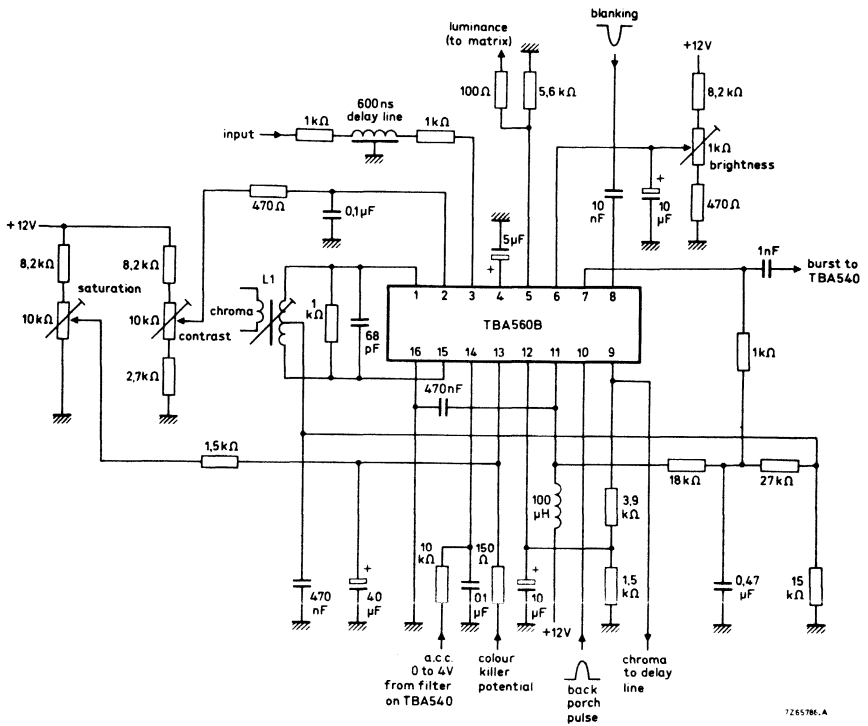 luminance
(to matrix)
blanking
+12V
100Ω
5,6kΩ
8,2kΩ
600ns
delay line
1kΩ
1kΩ
input
1kΩ
brightness
470Ω
0,1μF
10
nF
+
10
μF
470Ω
+12V
5μF
+
1nF
burst to
TBA540
8,2kΩ
8,2kΩ
L1
saturation
chroma
10kΩ
10kΩ
contrast
1
kΩ
68
pF
1 2 3 4 5 6 7 8
TBA560B
16 15 14 13 12 11 10 9
1kΩ
2,7kΩ
470nF
1,5kΩ
18kΩ
27kΩ
100
μH
3,9
kΩ
10
kΩ
150
Ω
470
nF
+
40
μF
01
μF
+
10
μF
1,5
kΩ
0,47
μF
15
kΩ
+12V
a.c.c.
0 to 4V
from filter
on TBA540
colour
killer
potential
back
porch
pulse
chroma
to delay
line
7Z65786.A